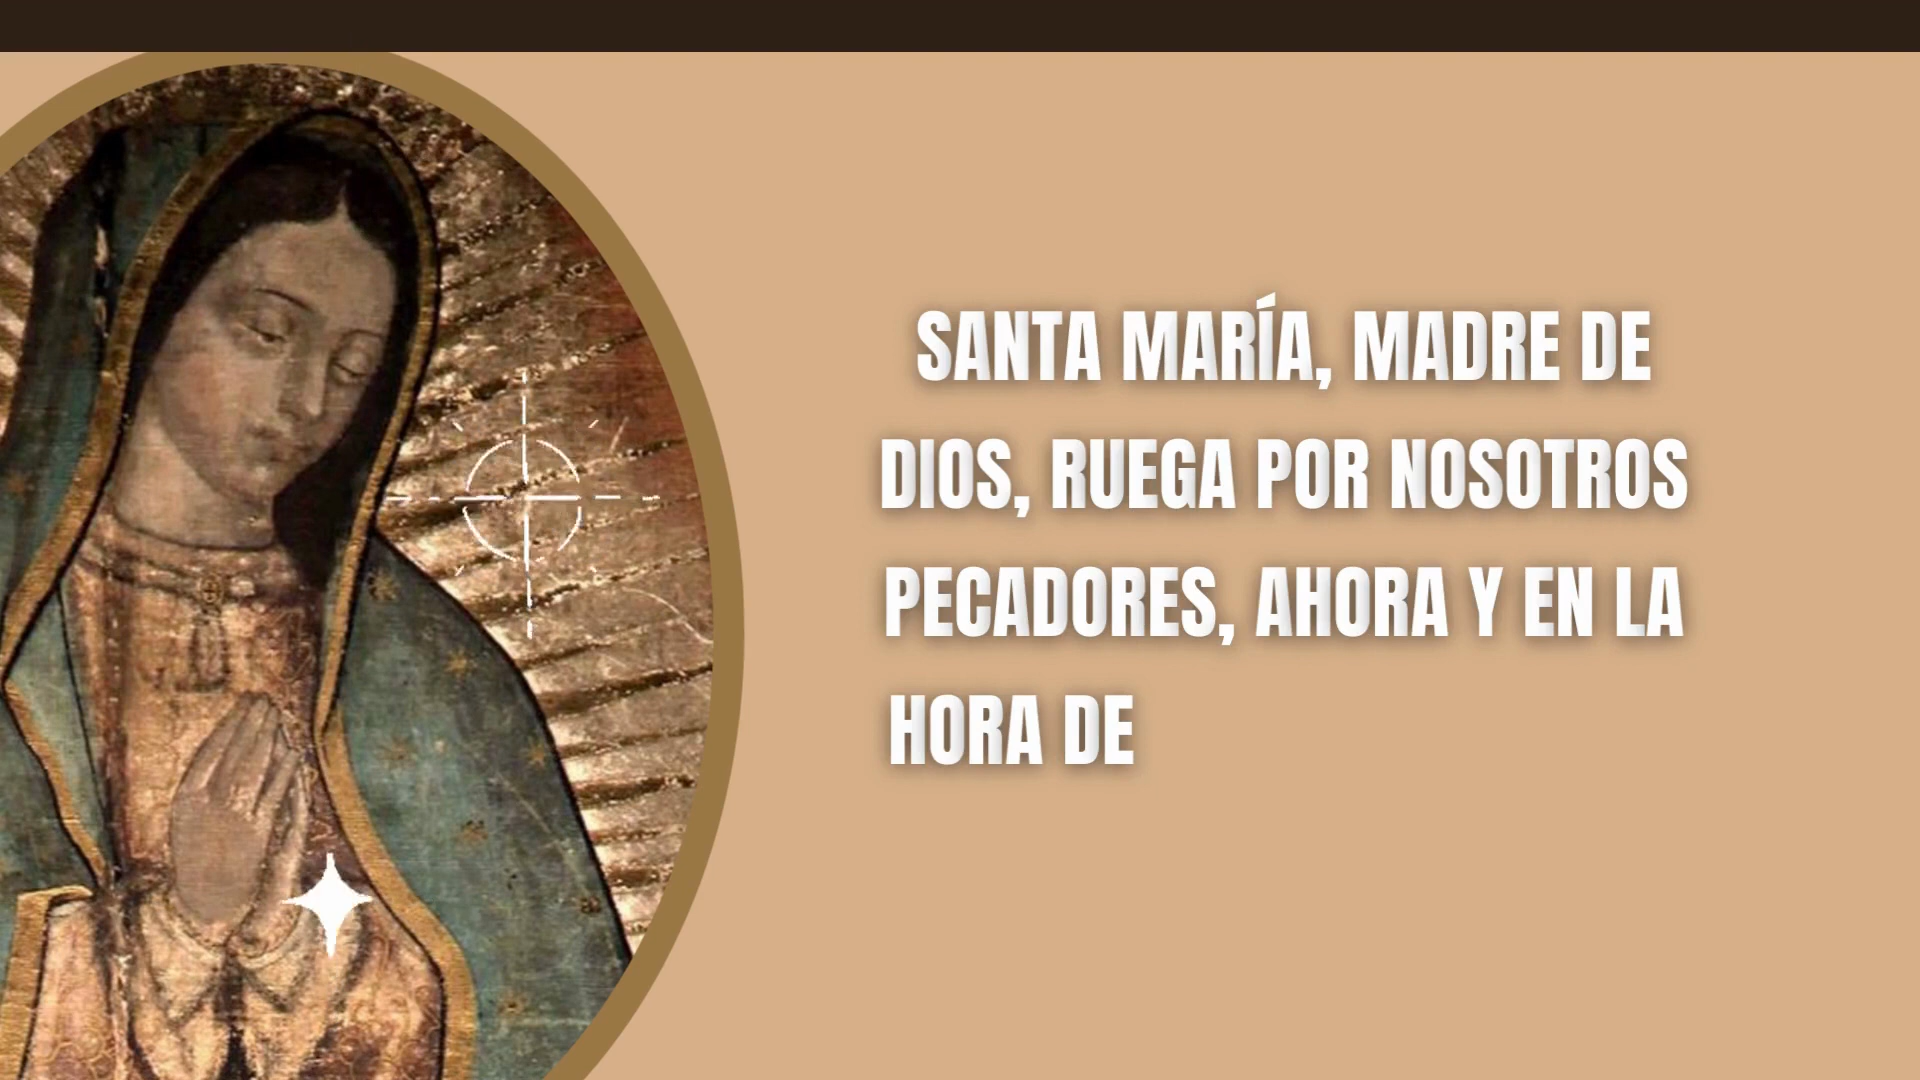 SANTA MARÍA, MADRE DE
DIOS, RUEGA POR NOSOTROS
PECADORES, AHORA Y EN LA
HORA DE